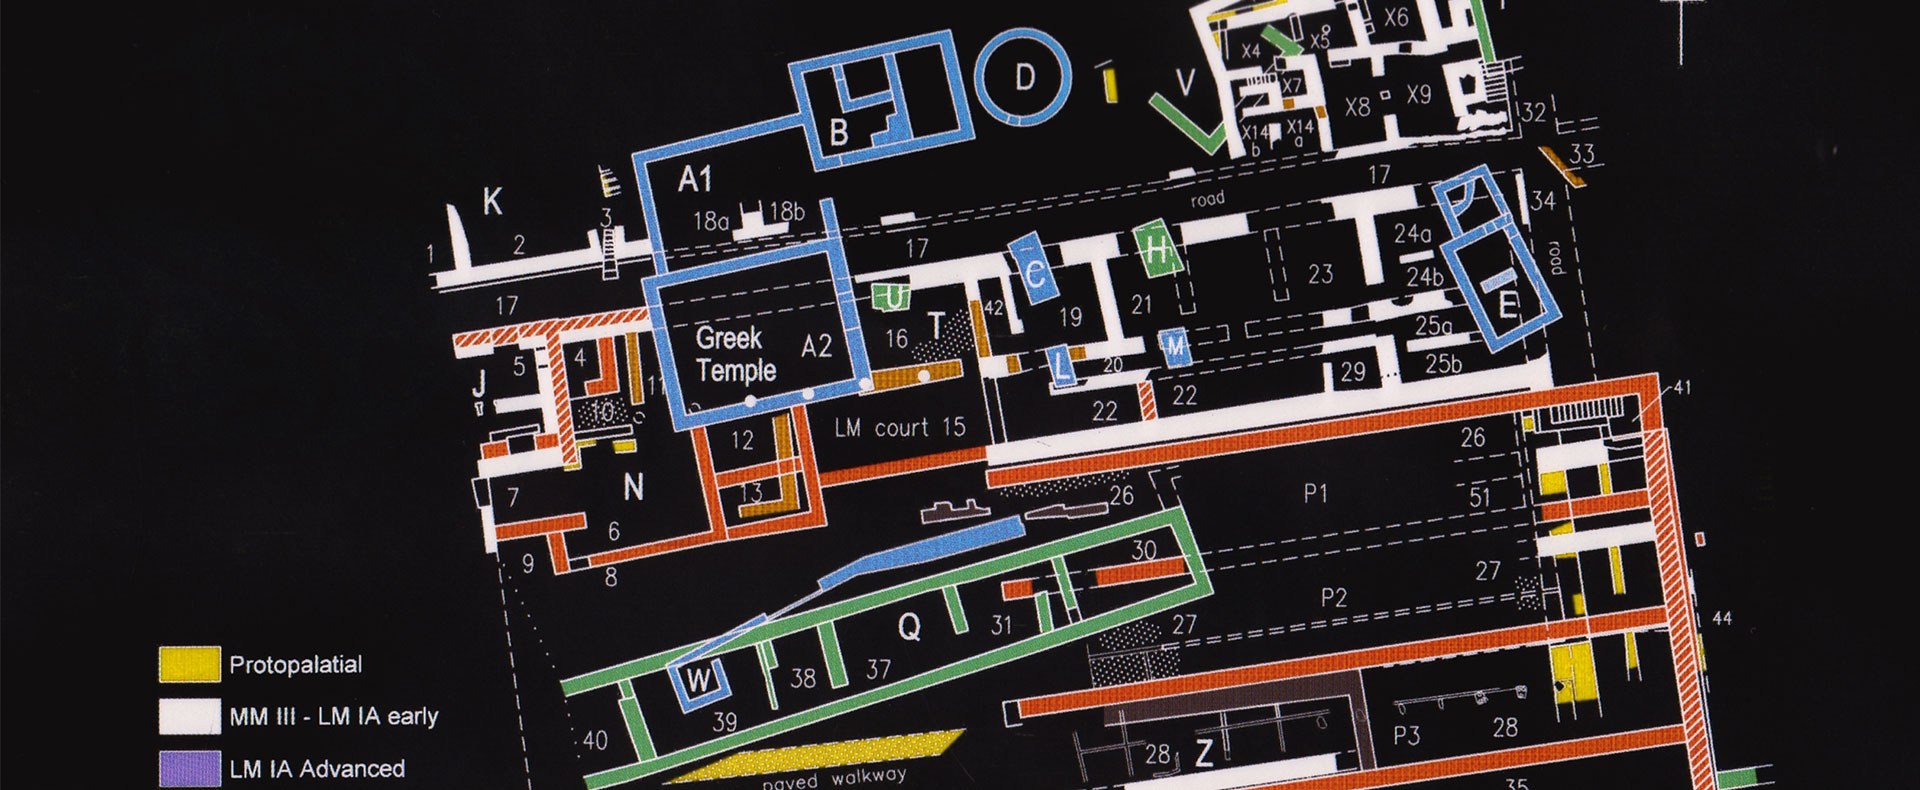 X6
X4
X5
D
V
X7
X8
X9
B
X14
b
X14
a
32
33
A1
17
K
18a
18b
road
34
3
1
2
17
H
24a
road
C
23
24b
17
U
42
19
21
E
Greek
Temple
A2
16
T
25a
M
5
4
11
L
20
29
25b
J
10
22
22
41
12
LM court 15
26
N
13
26
P1
51
7
6
30
9
8
27
P2
Q
31
27
44
W
38
37
Protopalatial
39
MM III - LM IA early
40
28
Z
P3
28
LM IA Advanced
paved walkway
35